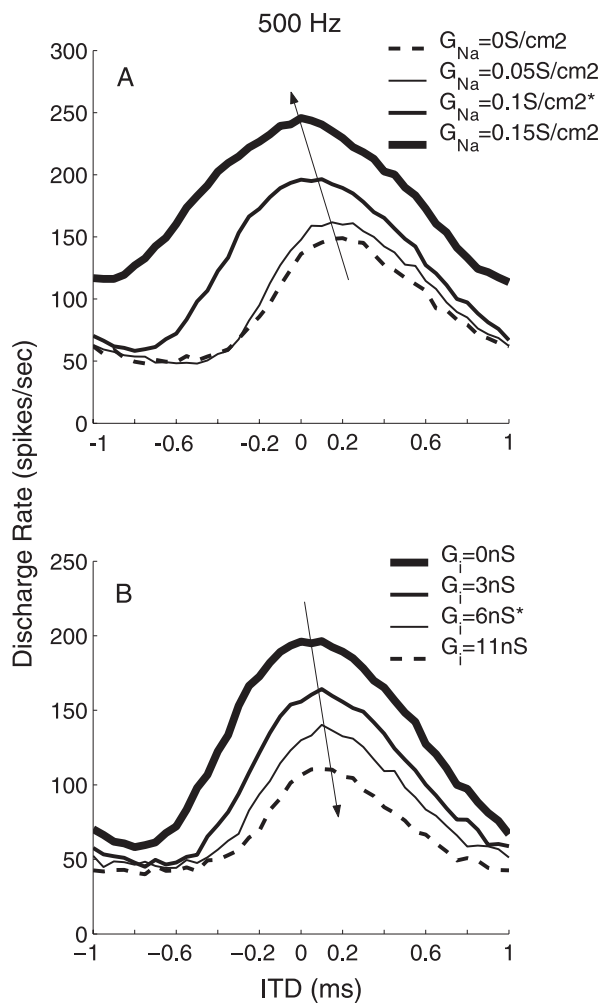 500 Hz
A
G_Na=0S/cm2
G_Na=0.05S/cm2
G_Na=0.1S/cm2*
G_Na=0.15S/cm2
300
250
200
150
100
50
0
-1 -0.6 -0.2 0 0.2 0.6 1
Discharge Rate (spikes/sec)
B
G_i=0nS
G_i=3nS
G_i=6nS*
G_i=11nS
250
200
150
100
50
0
−1 −0.6 −0.2 0 0.2 0.6 1
ITD (ms)